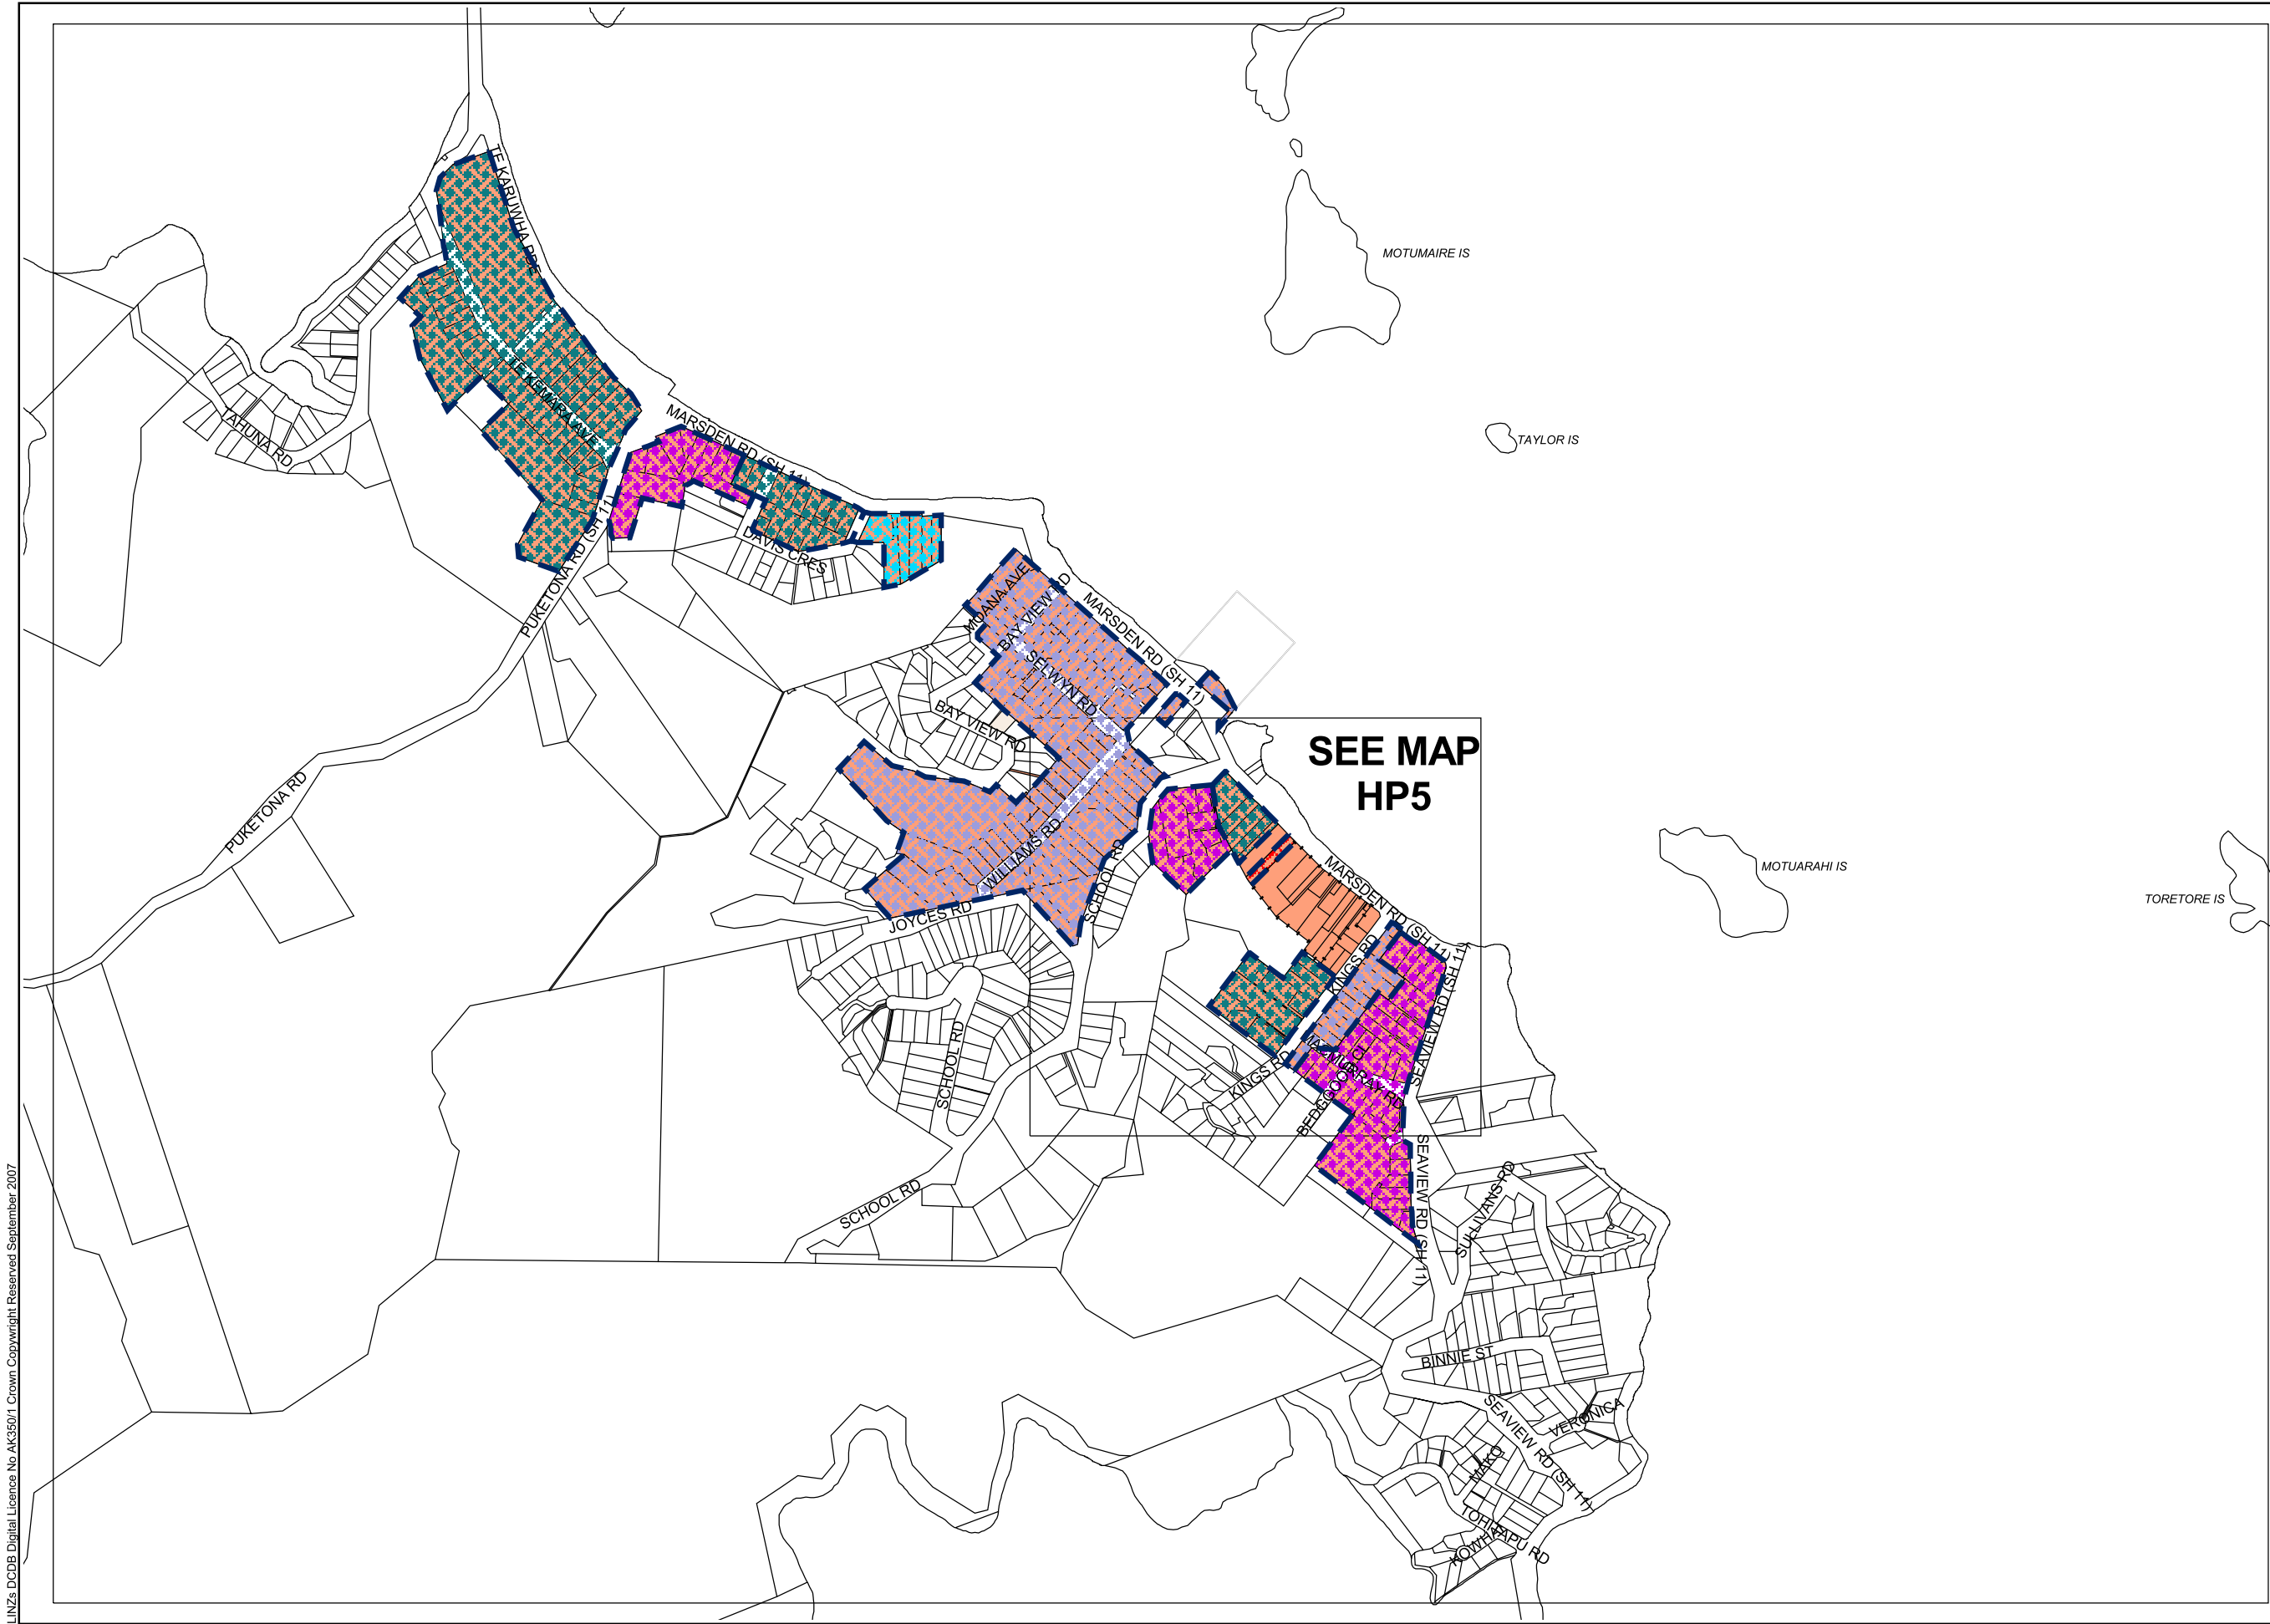 TE KARUWHA PDE
MOTUMAIRE IS
TE KEMARA AVE
TAHUNA RD
MARSDEN RD (SH 11)
TAYLOR IS
PUKETONA RD (SH 11)
DAVIS CRES
MOANA AVE
BAY VIEW RD
MARSDEN RD (SH 11)
SELWYN RD
BAY VIEW RD
SEE MAP
HP5
PUKETONA RD
WILLIAMS RD
SCHOOL RD
MARSDEN RD (SH 11)
MOTUARAHI IS
TORETORE IS
JOYCES RD
KINGS RD
SEAVIEW RD (SH 11)
SCHOOL RD
KINGS RD
MACMURRAY RD
SEAVIEW RD (SH 11)
SCHOOL RD
SULLIVANS RD
BINNIE ST
SEAVIEW RD (SH 11)
VERONICA
MAKO
TOHITAPU RD
LINZs DCDB Digital Licence No AK350/1 Crown Copywright Reserved September 2007